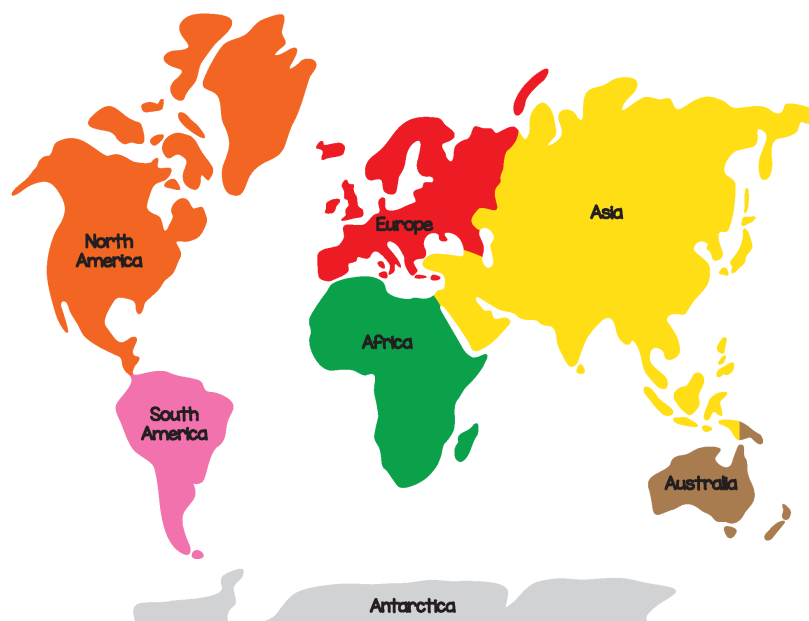 Asia
Europe
North
America
Africa
South
America
Australia
Antarctica